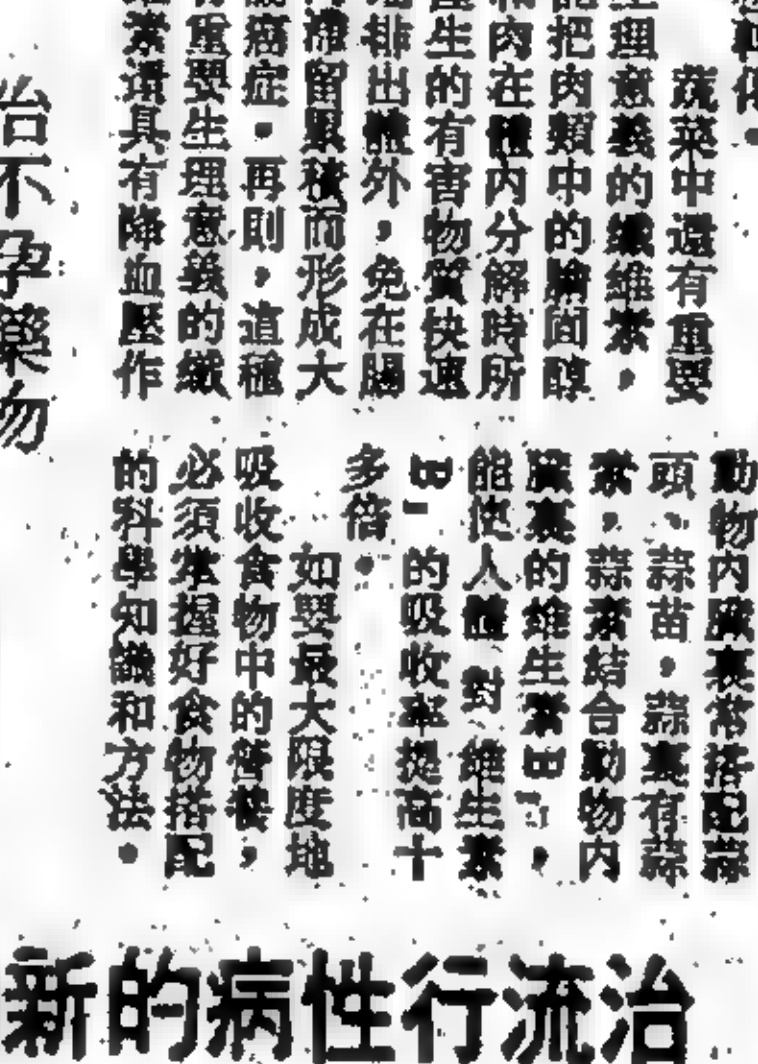 蔬菜中還有重要
生理意義的纖維素，
能把肉類中的膽固醇
和肉在體內分解時所
產生的有害物質快速
排出體外，免在腸
滯留累積而形成大
腸癌症。再則，這種
有重要生理意義的纖
維素還具有降血壓作
動物內臟裏常搭配蒜
頭、蒜苗，蒜裏有蒜
素，蒜素結合動物內
臟裏的維生素B1，
能使人體對維生素
B1的吸收率提高十
多倍。
如要最大限度地
吸收食物中的營養，
必須掌握好食物搭配
的科學知識和方法。
治不孕藥物
治流行性病的新